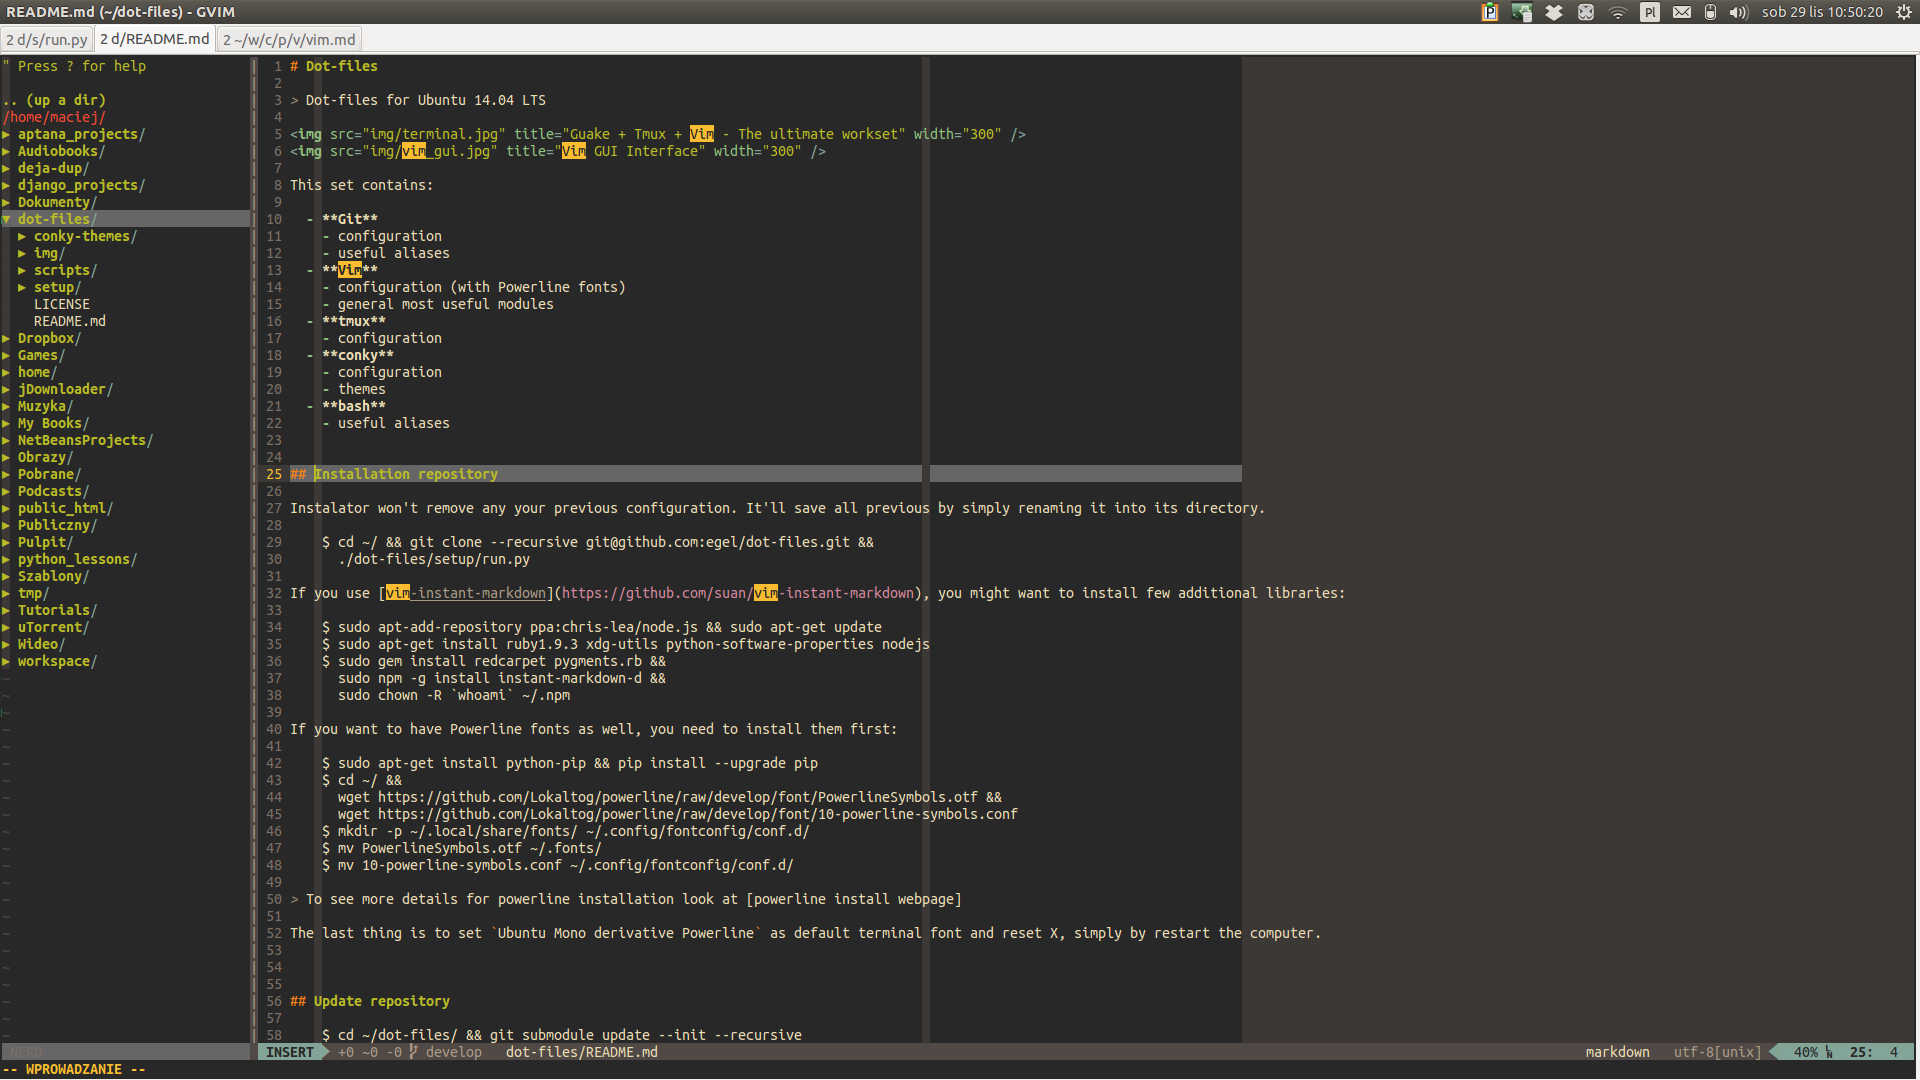 README.md (~/dot-files) - GVIM
Pl
sob 29 lis 10:50:20
2 d/s/run.py
2 d/README.md
2 ~/w/c/p/v/vim.md
" Press ? for help
.. (up a dir)
/home/maciej/
▶ aptana_projects/
▶ Audiobooks/
▶ deja-dup/
▶ django_projects/
▶ Dokumenty/
▼ dot-files/
▶ conky-themes/
▶ img/
▶ scripts/
▶ setup/
LICENSE
README.md
▶ Dropbox/
▶ Games/
▶ home/
▶ jDownloader/
▶ Muzyka/
▶ My Books/
▶ NetBeansProjects/
▶ Obrazy/
▶ Pobrane/
▶ Podcasts/
▶ public_html/
▶ Publiczny/
▶ Pulpit/
▶ python_lessons/
▶ Szablony/
▶ tmp/
▶ Tutorials/
▶ uTorrent/
▶ Wideo/
▶ workspace/
1 # Dot-files
2
3 > Dot-files for Ubuntu 14.04 LTS
4
5 <img src="img/terminal.jpg" title="Guake + Tmux + Vim - The ultimate workset" width="300" />
6 <img src="img/vim_gui.jpg" title="Vim GUI Interface" width="300" />
7
8 This set contains:
9
10 - **Git**
11 - configuration
12 - useful aliases
13 - **Vim**
14 - configuration (with Powerline fonts)
15 - general most useful modules
16 - **tmux**
17 - configuration
18 - **conky**
19 - configuration
20 - themes
21 - **bash**
22 - useful aliases
23
24
25 ## Installation repository
26
27 Instalator won't remove any your previous configuration. It'll save all previous by simply renaming it into its directory.
28
29 $ cd ~/ && git clone --recursive git@github.com:egel/dot-files.git &&
30 ./dot-files/setup/run.py
31
32 If you use [vim-instant-markdown](https://github.com/suan/vim-instant-markdown), you might want to install few additional libraries:
33
34 $ sudo apt-add-repository ppa:chris-lea/node.js && sudo apt-get update
35 $ sudo apt-get install ruby1.9.3 xdg-utils python-software-properties nodejs
36 $ sudo gem install redcarpet pygments.rb &&
37 sudo npm -g install instant-markdown-d &&
38 sudo chown -R `whoami` ~/.npm
39
40 If you want to have Powerline fonts as well, you need to install them first:
41
42 $ sudo apt-get install python-pip && pip install --upgrade pip
43 $ cd ~/ &&
44 wget https://github.com/Lokaltog/powerline/raw/develop/font/PowerlineSymbols.otf &&
45 wget https://github.com/Lokaltog/powerline/raw/develop/font/10-powerline-symbols.conf
46 $ mkdir -p ~/.local/share/fonts/ ~/.config/fontconfig/conf.d/
47 $ mv PowerlineSymbols.otf ~/.fonts/
48 $ mv 10-powerline-symbols.conf ~/.config/fontconfig/conf.d/
49
50 > To see more details for powerline installation look at [powerline install webpage]
51
52 The last thing is to set `Ubuntu Mono derivative Powerline` as default terminal font and reset X, simply by restart the computer.
53
54
55
56 ## Update repository
57
58 $ cd ~/dot-files/ && git submodule update --init --recursive
NERD
INSERT +0 ~0 -0 develop dot-files/README.md markdown utf-8[unix] 40% LN 25: 4
-- WPROWADZANIE --